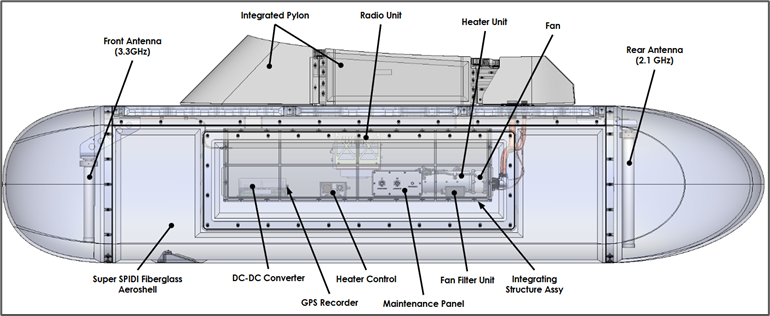 Integrated Pylon
Radio Unit
Heater Unit
Fan
Front Antenna
(3.3GHz)
Rear Antenna
(2.1 GHz)
Super SPIDI Fiberglass
Aeroshell
DC-DC Converter
GPS Recorder
Heater Control
Maintenance Panel
Fan Filter Unit
Integrating
Structure Assy